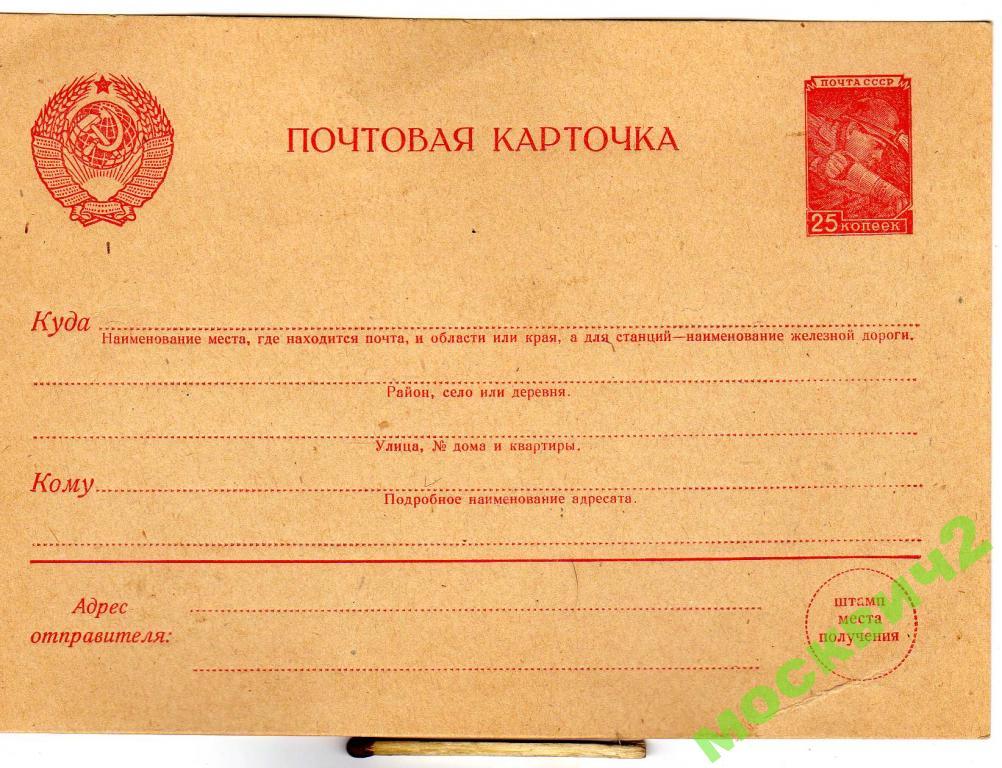 ПОЧТА СССР
ПОЧТОВАЯ КАРТОЧКА
25 копеек
Куда
Наименование места, где находится почта, и области или края, а для станций—наименование железной дороги.
Район, село или деревня.
Улица, № дома и квартиры.
Кому
Подробное наименование адресата.
Адрес
отправителя:
штамп
места
получения
москвич2